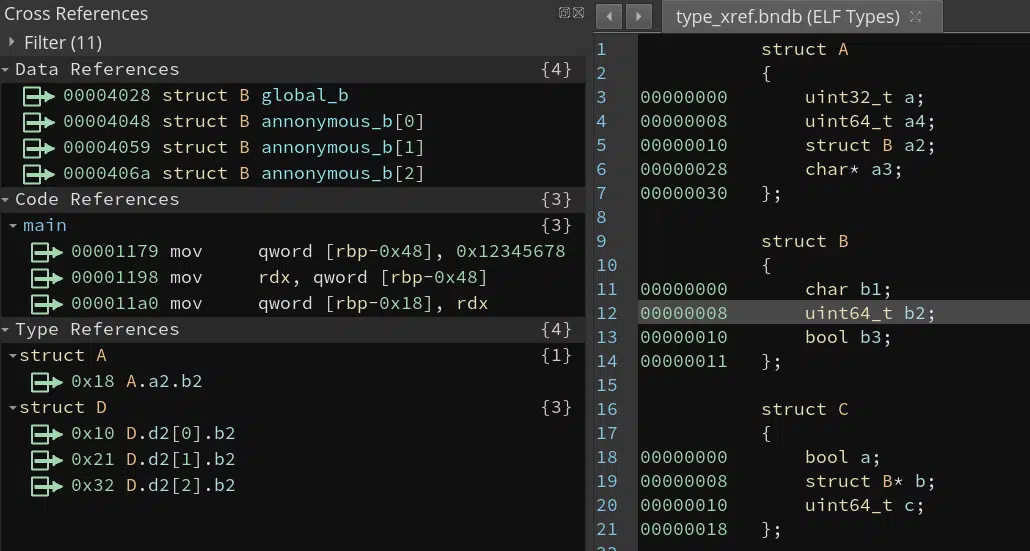 Cross References
Filter (11)
Data References {4}
00004028 struct B global_b
00004048 struct B annonymous_b[0]
00004059 struct B annonymous_b[1]
0000406a struct B annonymous_b[2]
Code References {3}
main {3}
00001179 mov qword [rbp-0x48], 0x12345678
00001198 mov rdx, qword [rbp-0x48]
000011a0 mov qword [rbp-0x18], rdx
Type References {4}
struct A {1}
0x18 A.a2.b2
struct D {3}
0x10 D.d2[0].b2
0x21 D.d2[1].b2
0x32 D.d2[2].b2
type_xref.bndb (ELF Types)
1 struct A
2 {
3 00000000 uint32_t a;
4 00000008 uint64_t a4;
5 00000010 struct B a2;
6 00000028 char* a3;
7 00000030 };
8
9 struct B
10 {
11 00000000 char b1;
12 00000008 uint64_t b2;
13 00000010 bool b3;
14 00000011 };
15
16 struct C
17 {
18 00000000 bool a;
19 00000008 struct B* b;
20 00000010 uint64_t c;
21 00000018 };